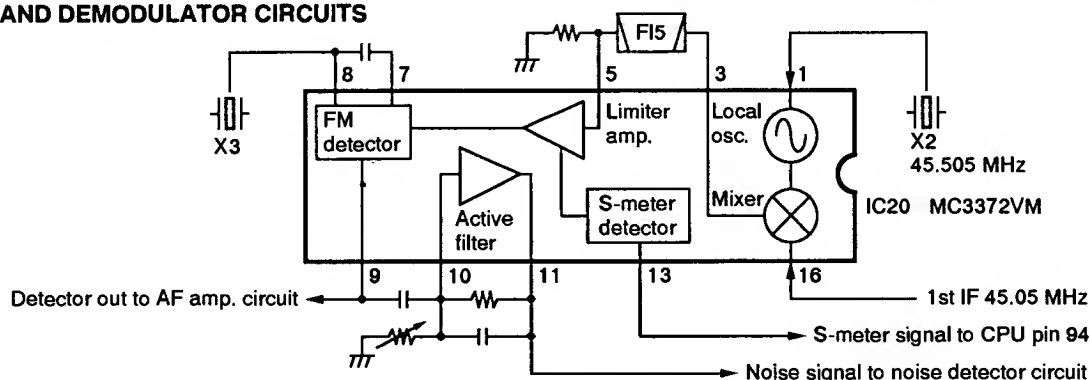 AND DEMODULATOR CIRCUITS
8 7 5 3 1
FI5
X3
FM
detector
Limiter
amp.
Local
osc.
X2
45.505 MHz
Active
filter
S-meter
detector
Mixer
IC20 MC3372VM
9 10 11 13 16
Detector out to AF amp. circuit
1st IF 45.05 MHz
S-meter signal to CPU pin 94
Noise signal to noise detector circuit